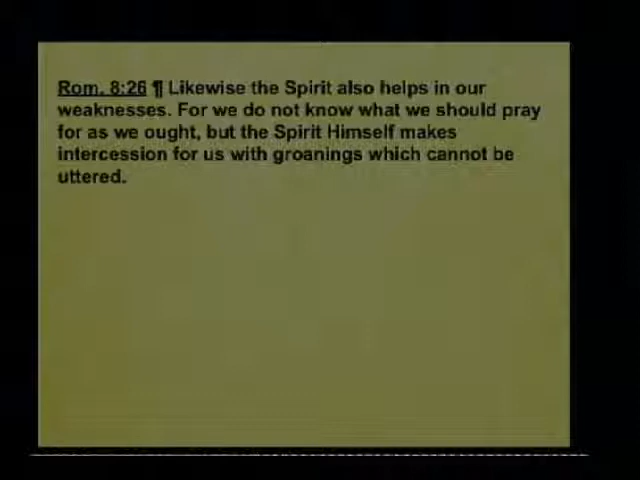 Rom. 8:26 ¶ Likewise the Spirit also helps in our
weaknesses. For we do not know what we should pray
for as we ought, but the Spirit Himself makes
intercession for us with groanings which cannot be
uttered.